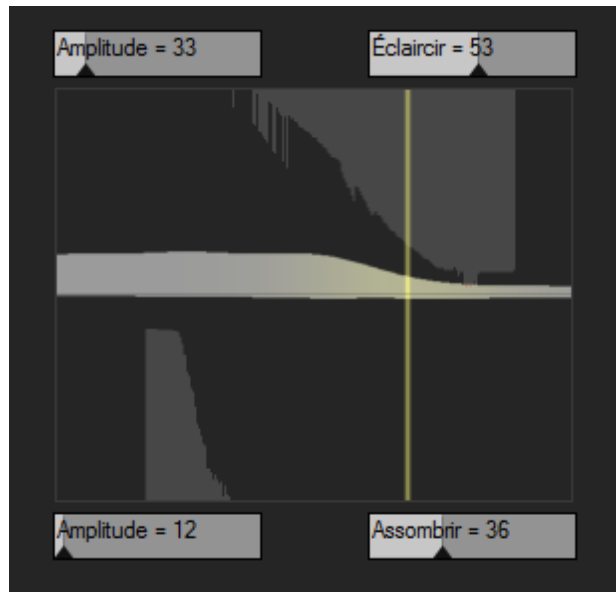 Amplitude = 33
Éclaircir = 53
Amplitude = 12
Assombrir = 36